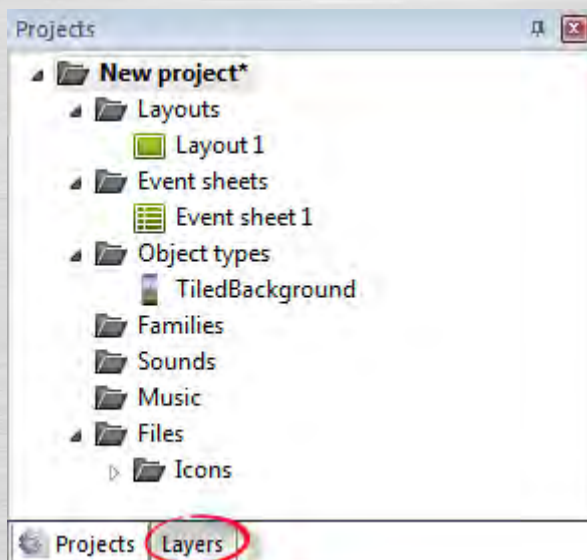 Projects
New project*
Layouts
Layout 1
Event sheets
Event sheet 1
Object types
TiledBackground
Families
Sounds
Music
Files
Icons
Projects Layers